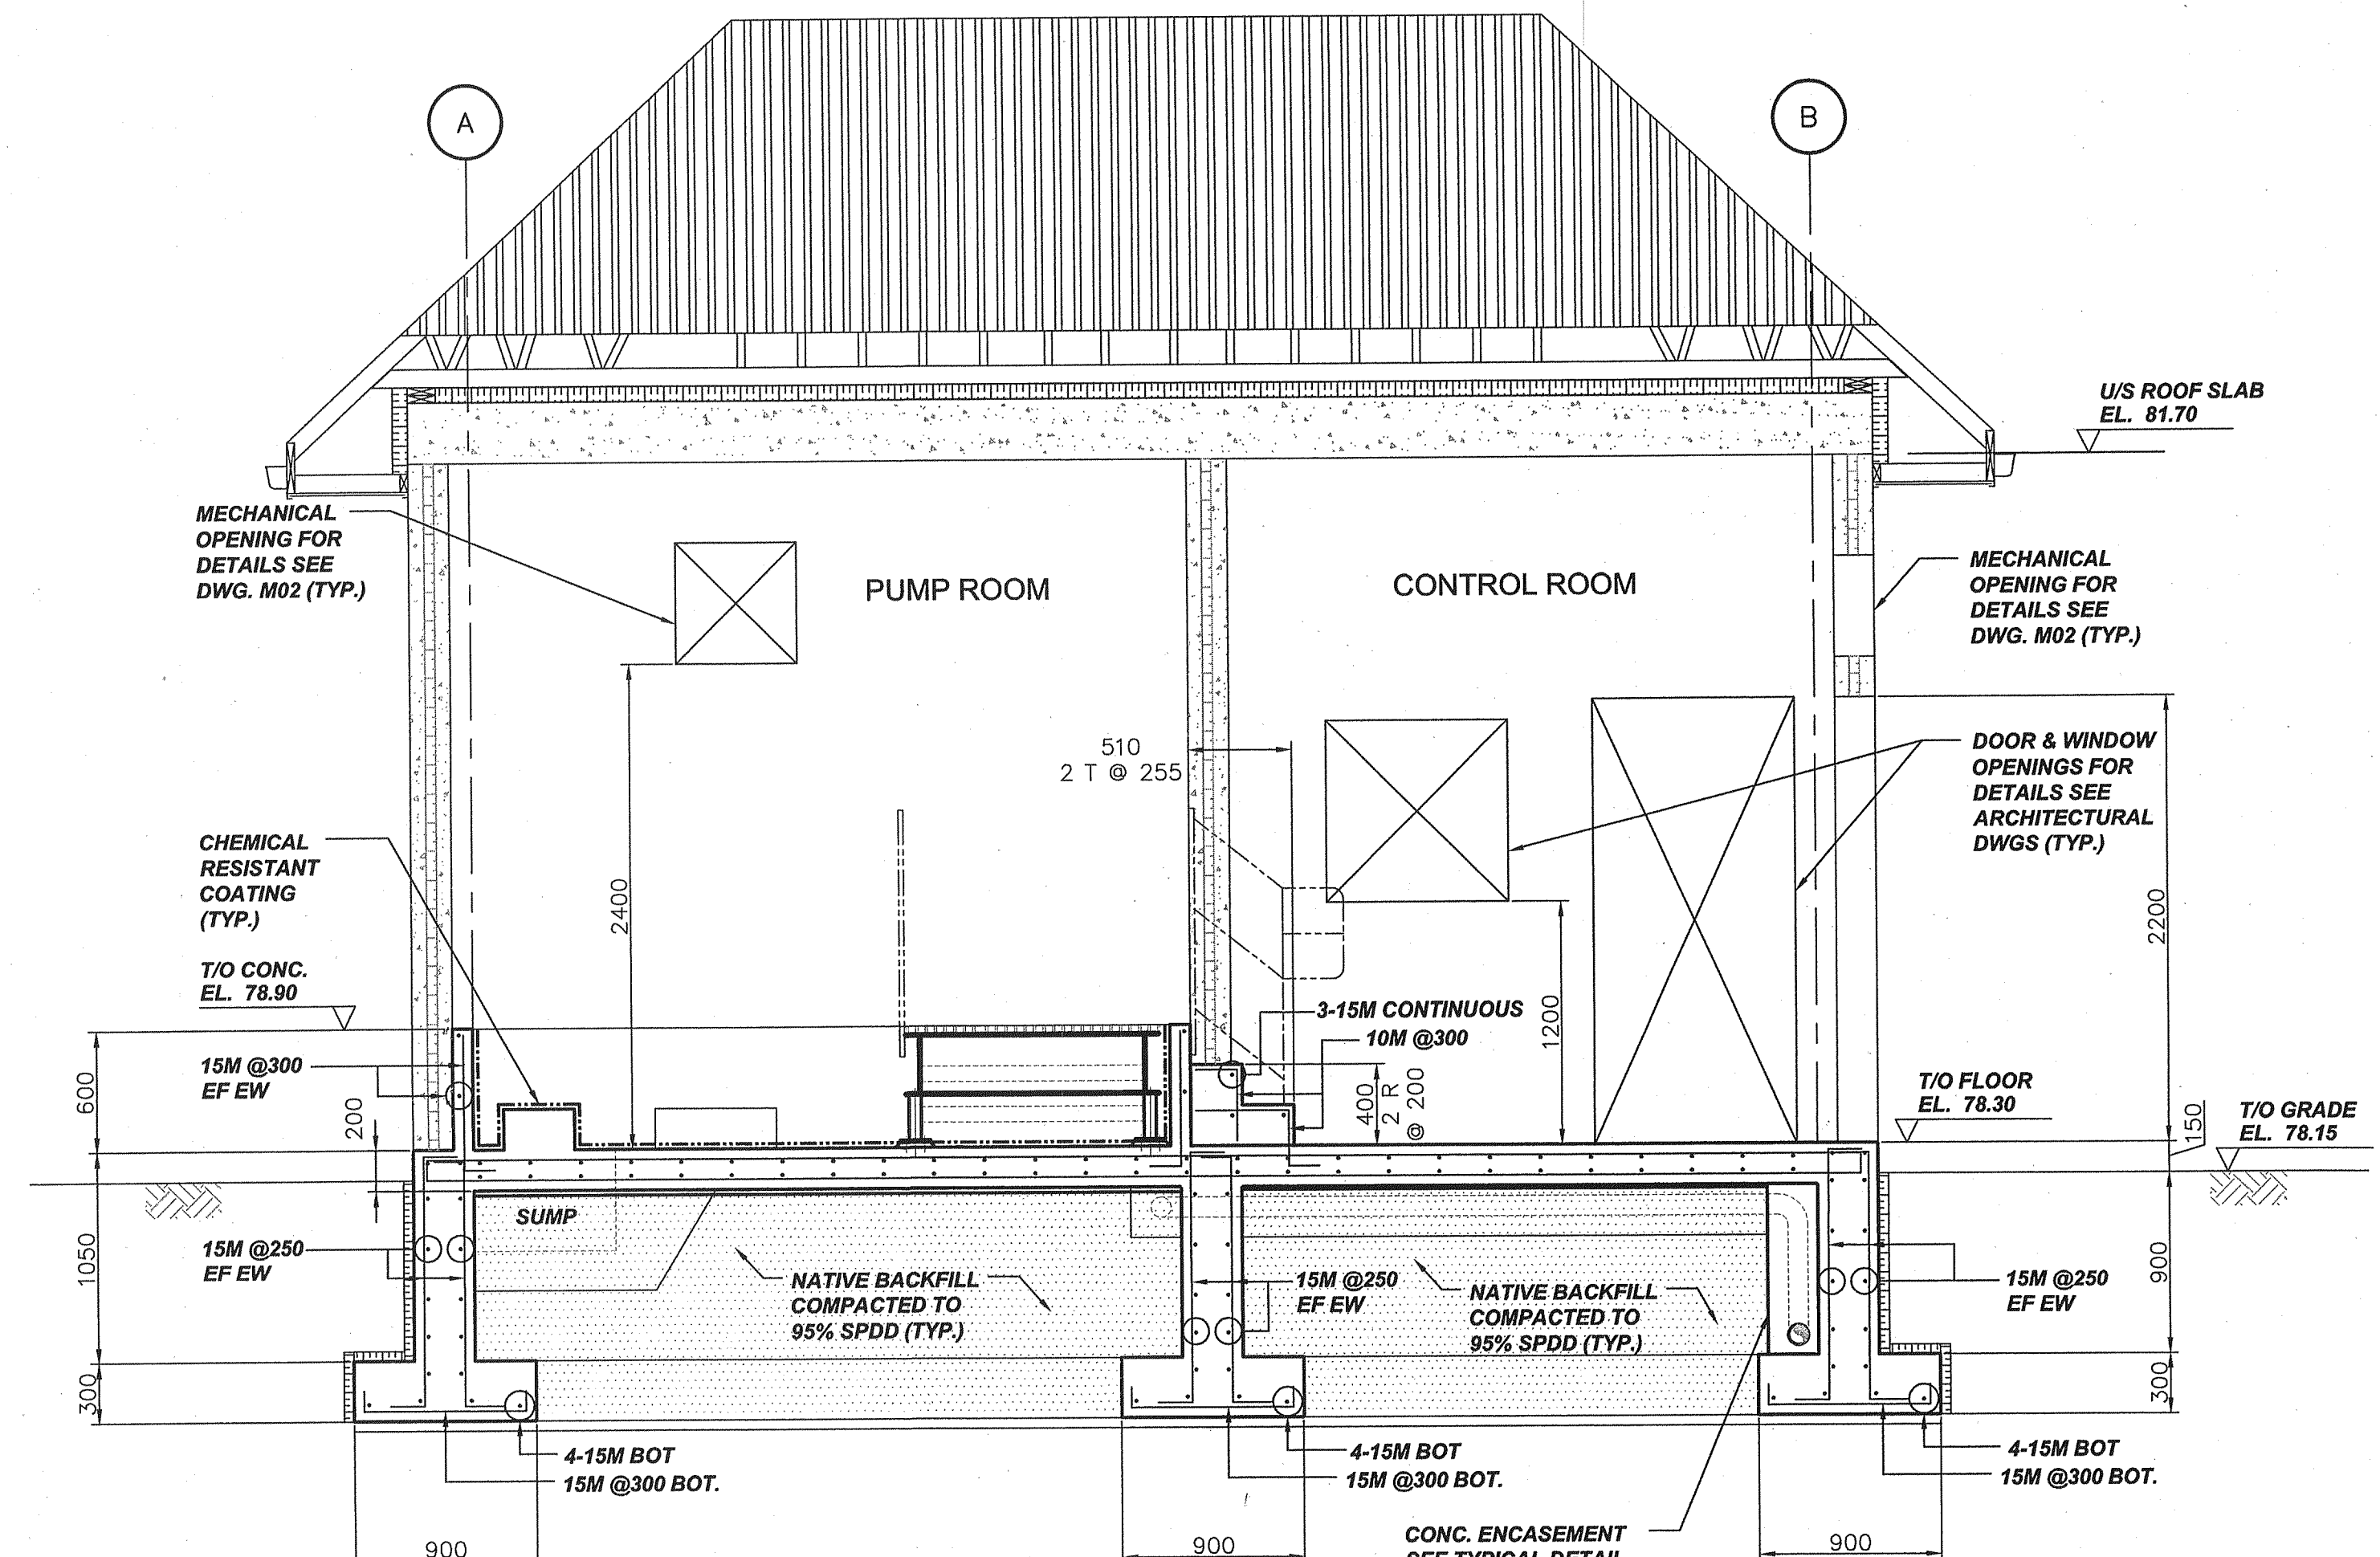 A
B
U/S ROOF SLAB
EL. 81.70
MECHANICAL
OPENING FOR
DETAILS SEE
DWG. M02 (TYP.)
PUMP ROOM
CONTROL ROOM
MECHANICAL
OPENING FOR
DETAILS SEE
DWG. M02 (TYP.)
510
2 T @ 255
DOOR & WINDOW
OPENINGS FOR
DETAILS SEE
ARCHITECTURAL
DWGS (TYP.)
CHEMICAL
RESISTANT
COATING
(TYP.)
2400
2200
T/O CONC.
EL. 78.90
3-15M CONTINUOUS
10M @300
1200
15M @300
EF EW
600
200
400
2 R
@ 200
T/O FLOOR
EL. 78.30
T/O GRADE
EL. 78.15
150
SUMP
15M @250
EF EW
1050
NATIVE BACKFILL
COMPACTED TO
95% SPDD (TYP.)
15M @250
EF EW
NATIVE BACKFILL
COMPACTED TO
95% SPDD (TYP.)
15M @250
EF EW
900
300
300
4-15M BOT
15M @300 BOT.
4-15M BOT
15M @300 BOT.
4-15M BOT
15M @300 BOT.
CONC. ENCASEMENT
SEE TYPICAL DETAIL
900
900
900